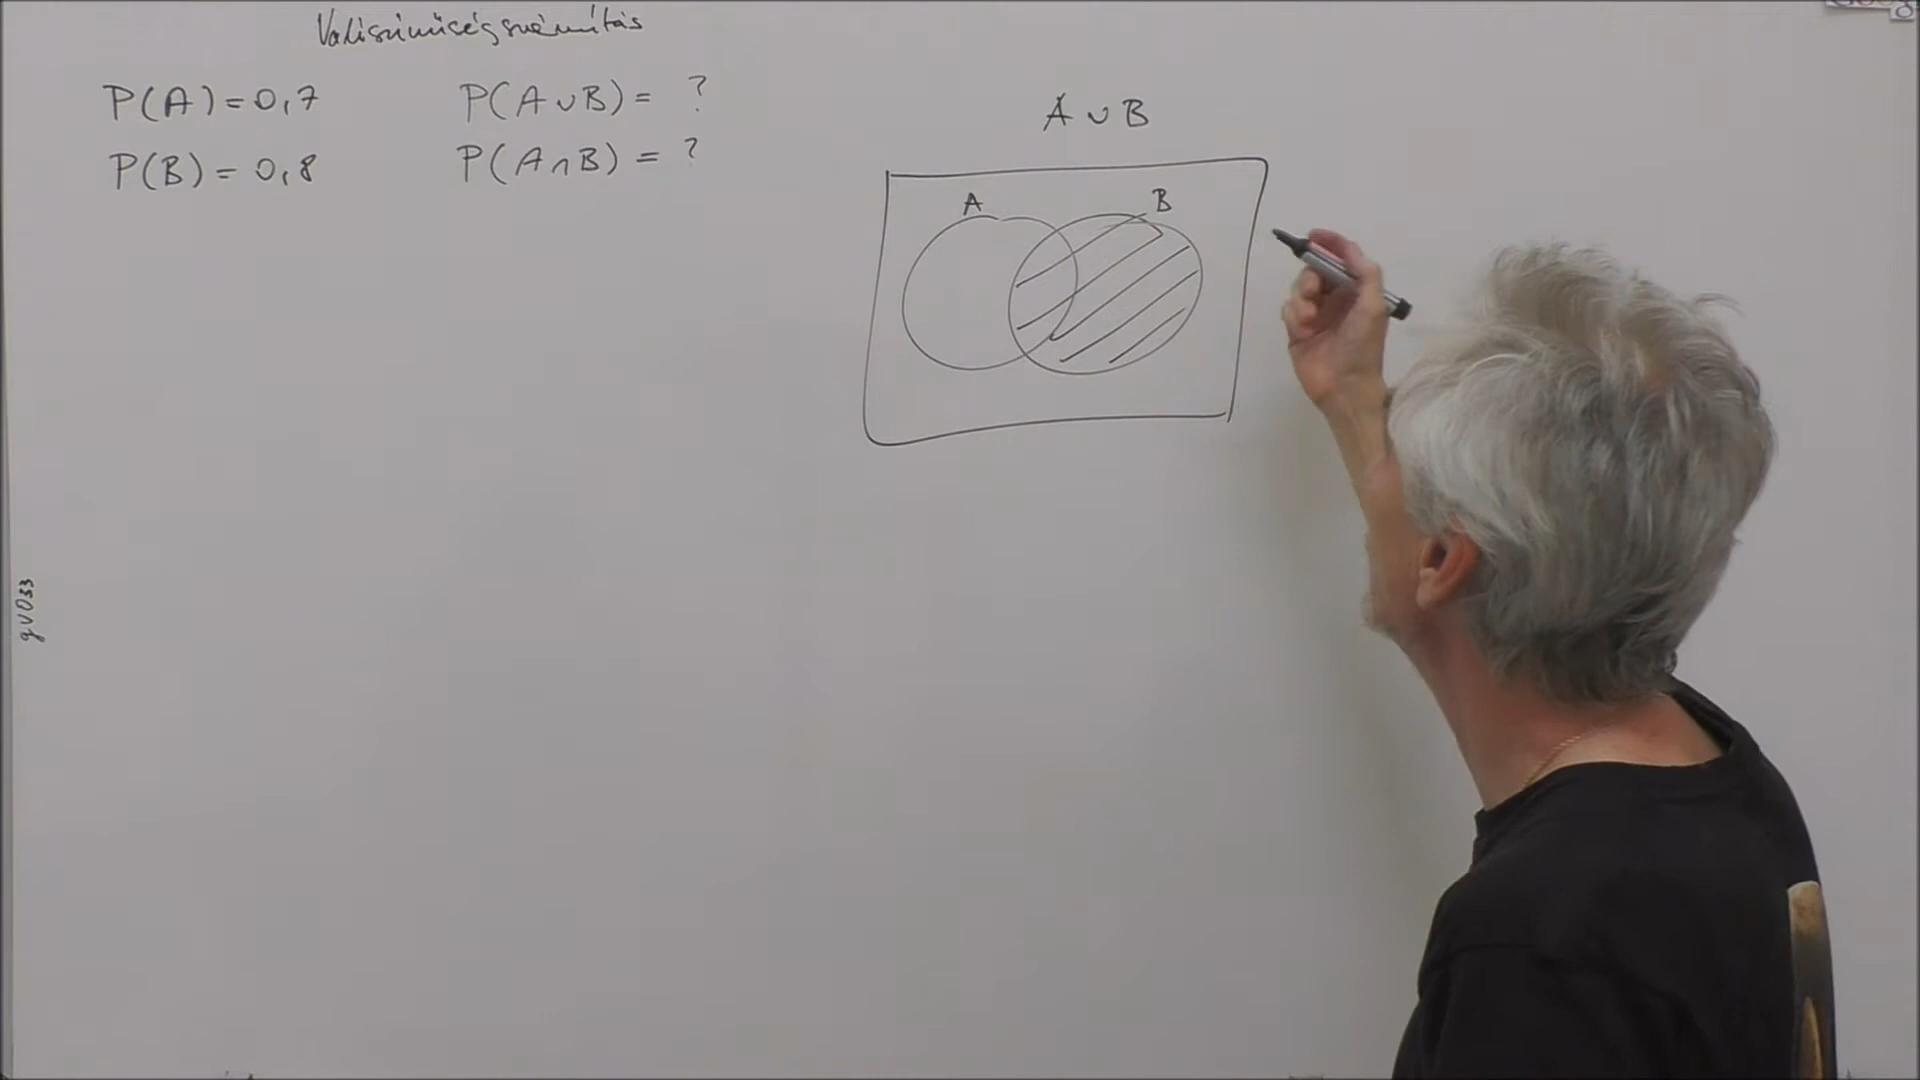 Valószínűségszámítás
P(A) = 0,7
P(B) = 0,8
P(A∪B) = ?
P(A∩B) = ?
A ∪ B
A
B
gv033